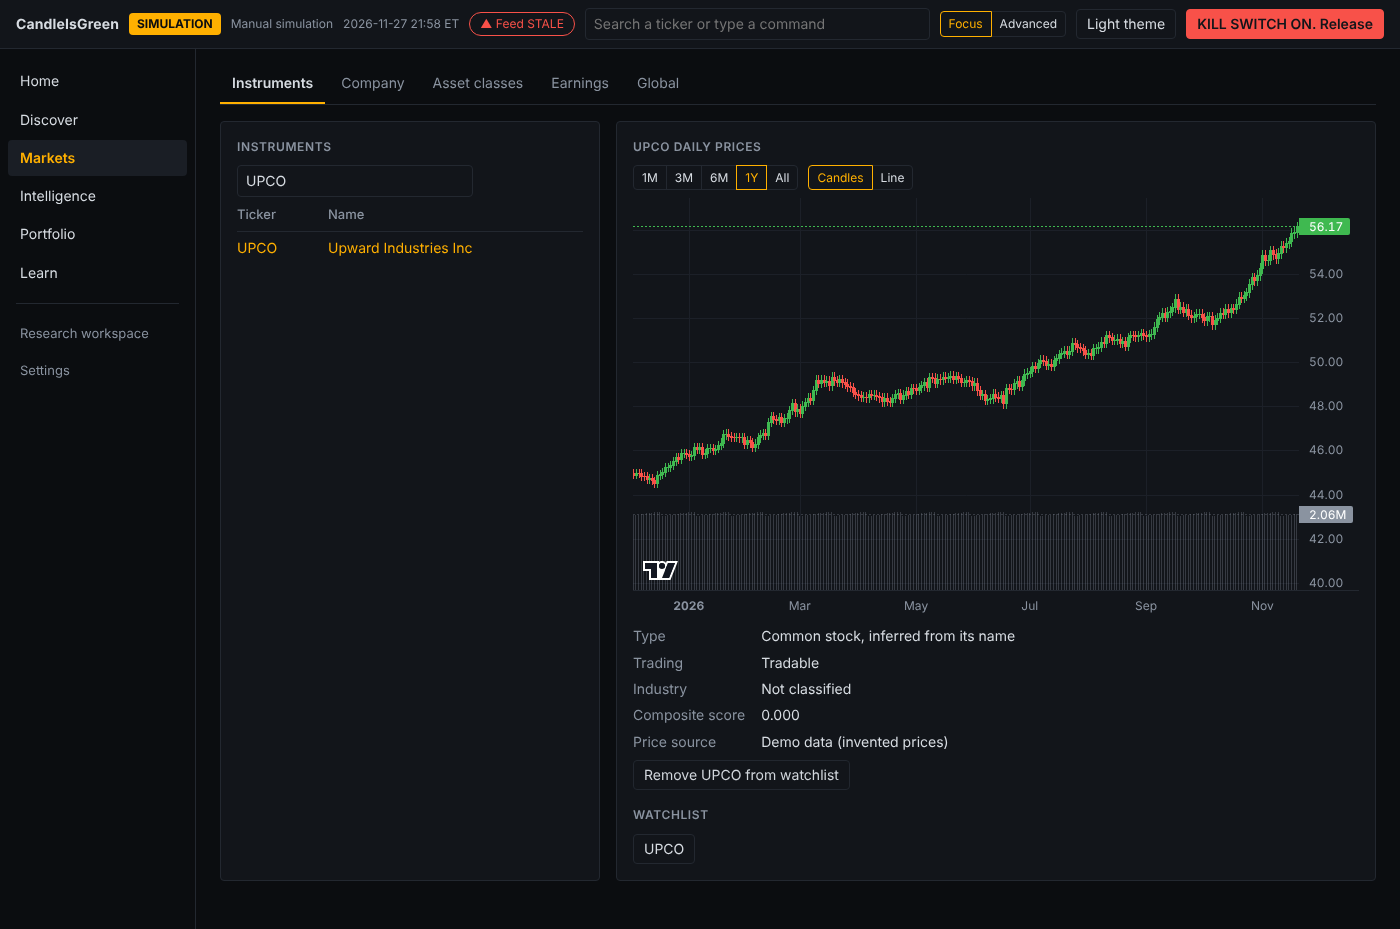 CandleIsGreen SIMULATION Manual simulation 2026-11-27 21:58 ET ▲ Feed STALE Search a ticker or type a command Focus Advanced Light theme KILL SWITCH ON. Release
Home
Discover
Markets
Intelligence
Portfolio
Learn
Research workspace
Settings
Instruments Company Asset classes Earnings Global
INSTRUMENTS
UPCO
Ticker Name
UPCO Upward Industries Inc
UPCO DAILY PRICES
1M 3M 6M 1Y All Candles Line
56.17
54.00
52.00
50.00
48.00
46.00
44.00
2.06M
42.00
40.00
2026 Mar May Jul Sep Nov
Type Common stock, inferred from its name
Trading Tradable
Industry Not classified
Composite score 0.000
Price source Demo data (invented prices)
Remove UPCO from watchlist
WATCHLIST
UPCO